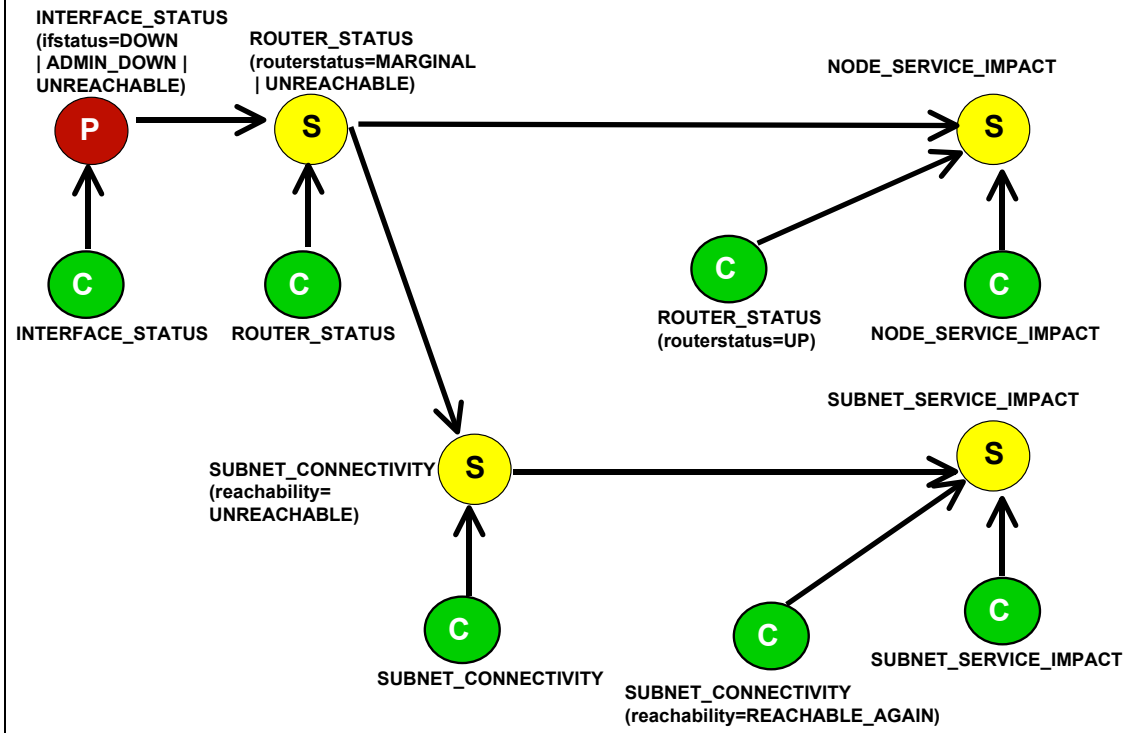 INTERFACE_STATUS
(ifstatus=DOWN
| ADMIN_DOWN |
UNREACHABLE)
P
ROUTER_STATUS
(routerstatus=MARGINAL
| UNREACHABLE)
S
NODE_SERVICE_IMPACT
S
C
INTERFACE_STATUS
C
ROUTER_STATUS
C
ROUTER_STATUS
(routerstatus=UP)
C
NODE_SERVICE_IMPACT
SUBNET_CONNECTIVITY
(reachability=
UNREACHABLE)
S
SUBNET_SERVICE_IMPACT
S
C
SUBNET_CONNECTIVITY
C
SUBNET_CONNECTIVITY
(reachability=REACHABLE_AGAIN)
C
SUBNET_SERVICE_IMPACT